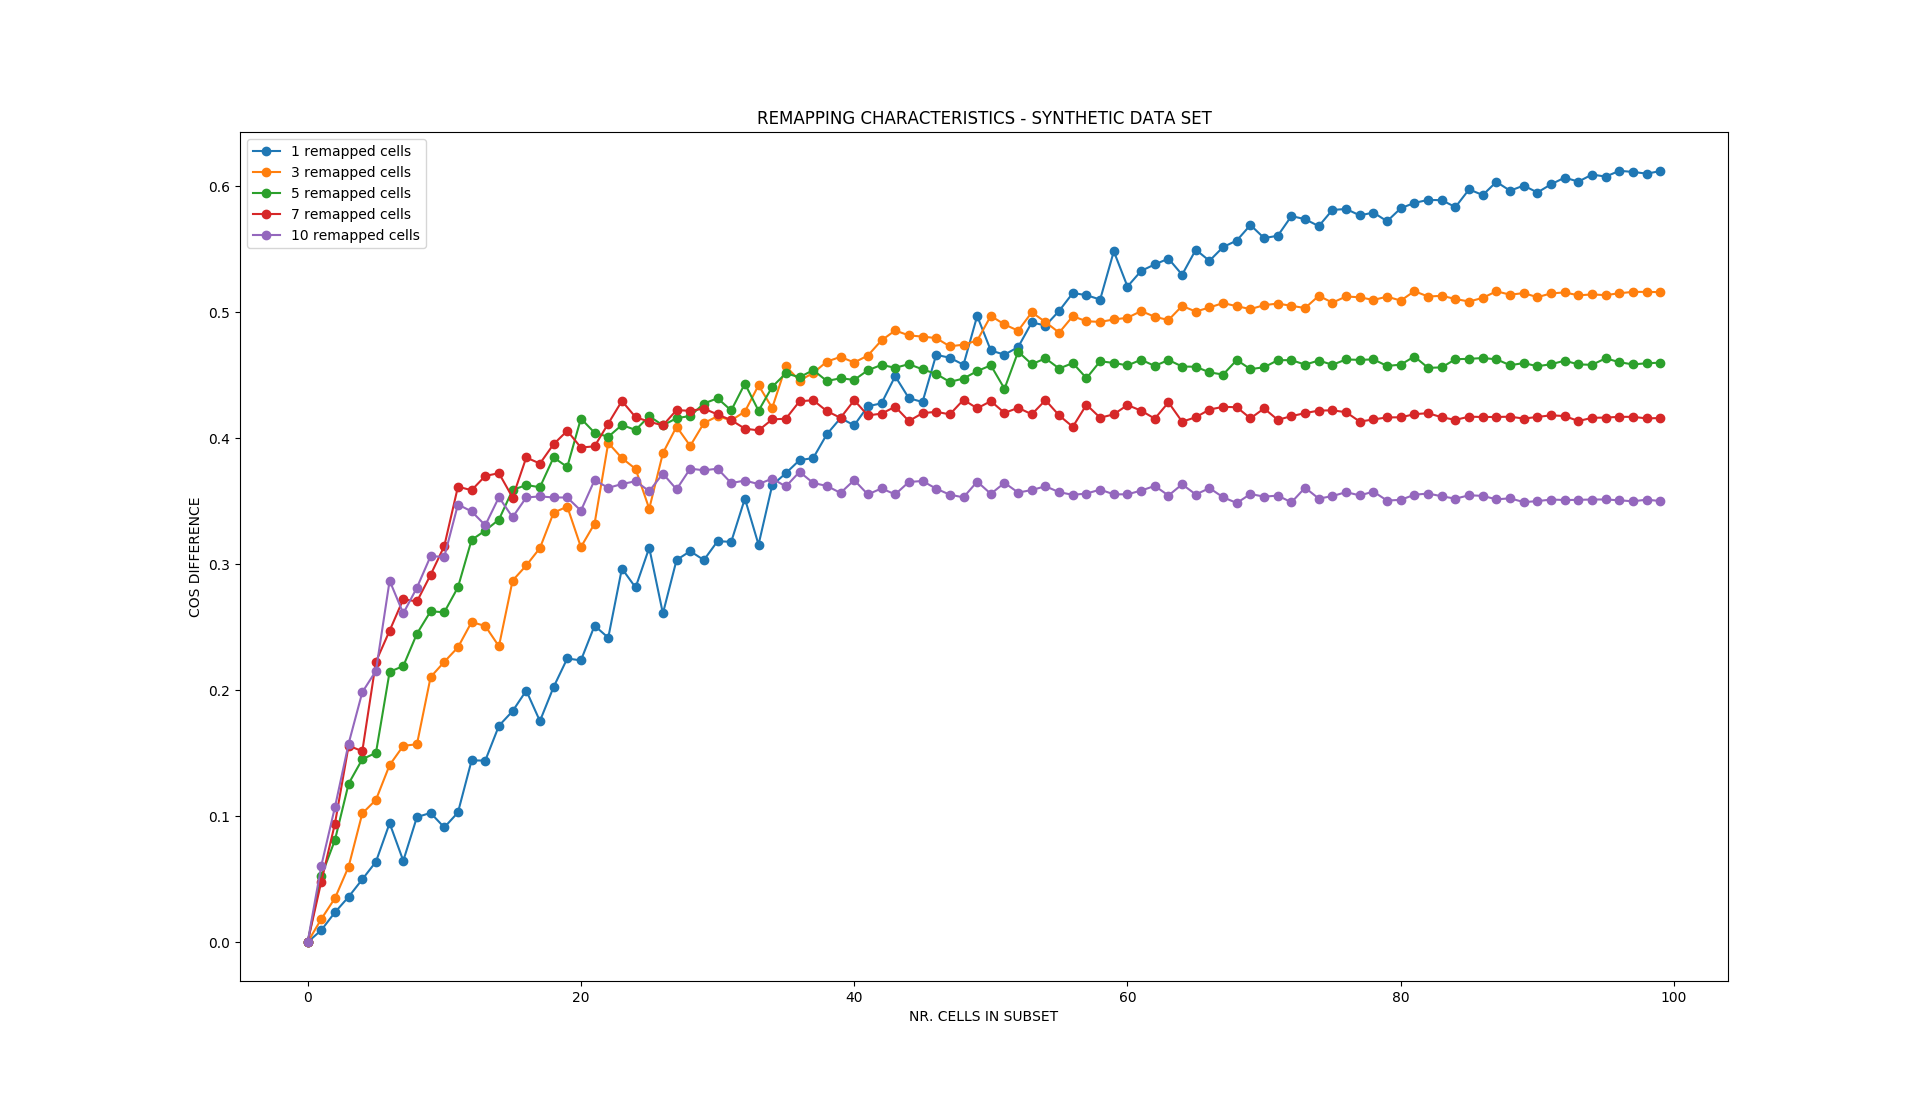 REMAPPING CHARACTERISTICS - SYNTHETIC DATA SET
1 remapped cells
3 remapped cells
5 remapped cells
7 remapped cells
10 remapped cells
0.6
0.5
0.4
0.3
0.2
0.1
0.0
COS DIFFERENCE
0 20 40 60 80 100
NR. CELLS IN SUBSET